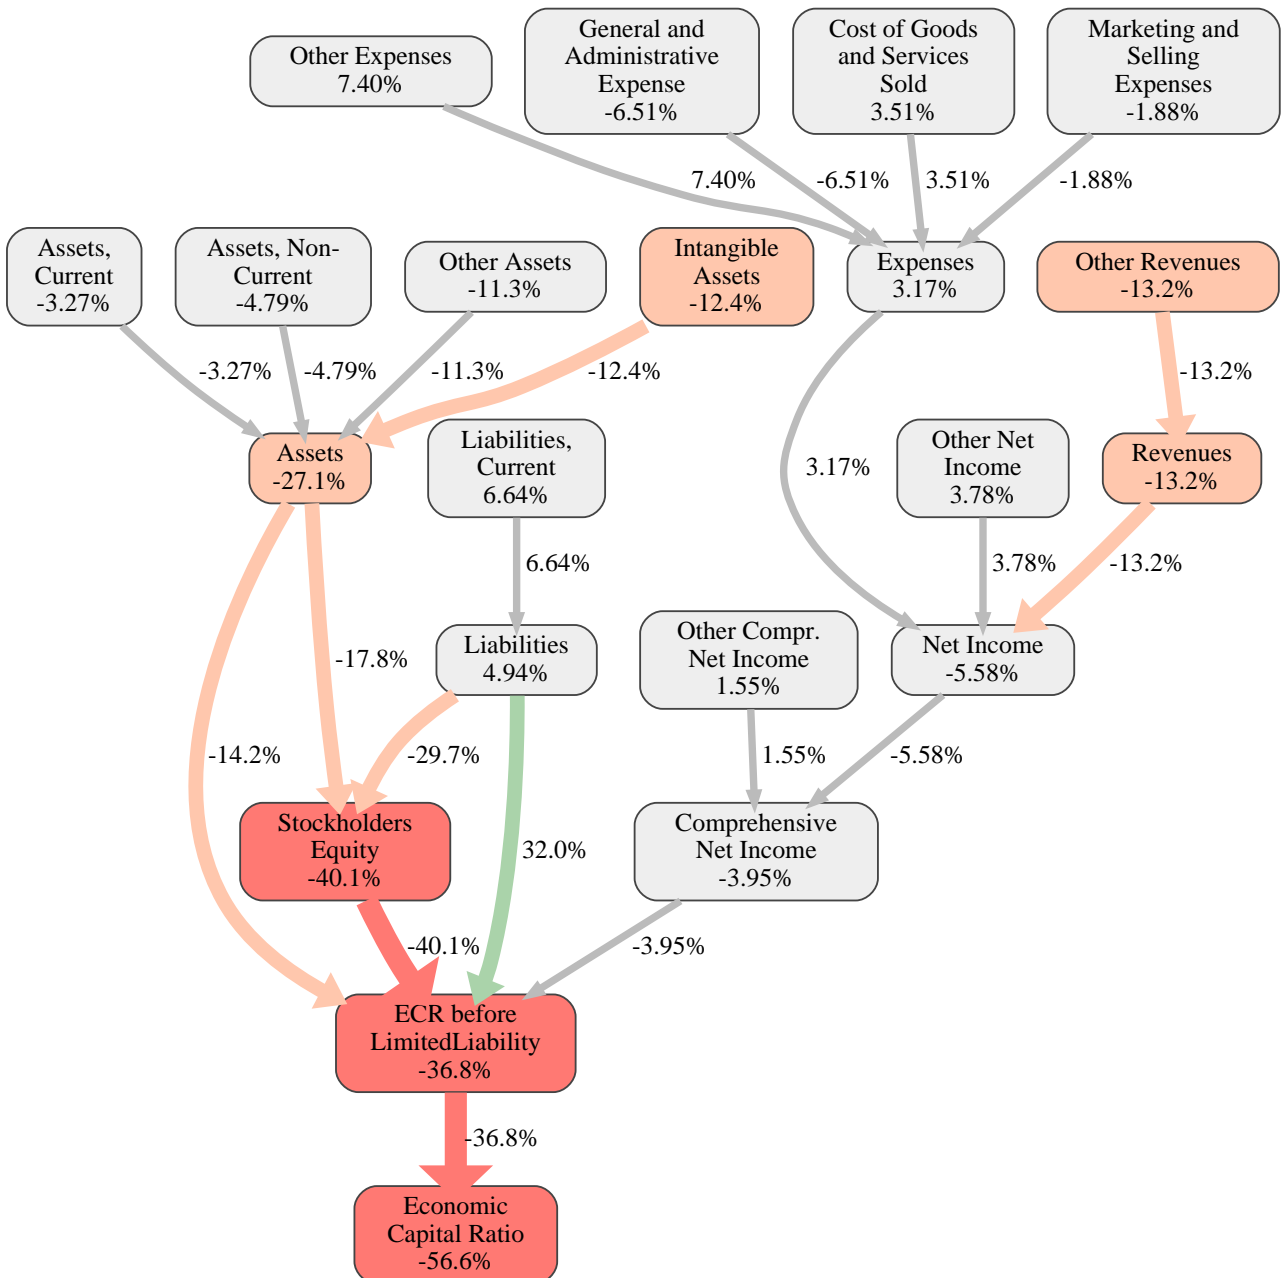 Other Expenses
7.40%
General and
Administrative
Expense
-6.51%
Cost of Goods
and Services
Sold
3.51%
Marketing and
Selling
Expenses
-1.88%
7.40%
-6.51%
3.51%
-1.88%
Assets,
Current
-3.27%
Assets, Non-
Current
-4.79%
Other Assets
-11.3%
Intangible
Assets
-12.4%
Expenses
3.17%
Other Revenues
-13.2%
-3.27%
-4.79%
-11.3%
-12.4%
-13.2%
Assets
-27.1%
Liabilities,
Current
6.64%
3.17%
Other Net
Income
3.78%
Revenues
-13.2%
6.64%
3.78%
-13.2%
-17.8%
Liabilities
4.94%
Other Compr.
Net Income
1.55%
Net Income
-5.58%
-14.2%
-29.7%
1.55%
-5.58%
Stockholders
Equity
-40.1%
32.0%
Comprehensive
Net Income
-3.95%
-40.1%
-3.95%
ECR before
LimitedLiability
-36.8%
-36.8%
Economic
Capital Ratio
-56.6%